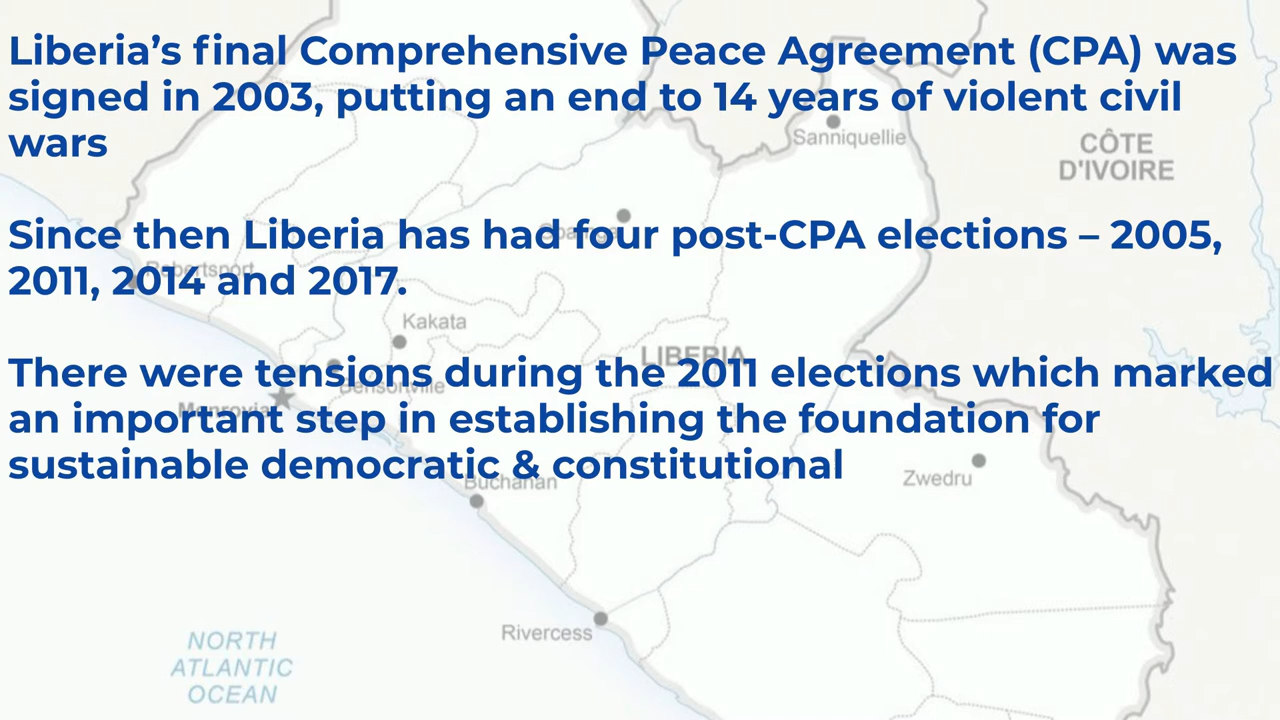 Liberia’s final Comprehensive Peace Agreement (CPA) was
signed in 2003, putting an end to 14 years of violent civil
wars
Sanniquellie
CÔTE
D'IVOIRE
Since then Liberia has had four post-CPA elections – 2005,
2011, 2014 and 2017.
Robertsport
Kakata
LIBERIA
There were tensions during the 2011 elections which marked
Bensonville
Monrovia
an important step in establishing the foundation for
sustainable democratic & constitutional
Buchanan
Zwedru
Rivercess
NORTH
ATLANTIC
OCEAN